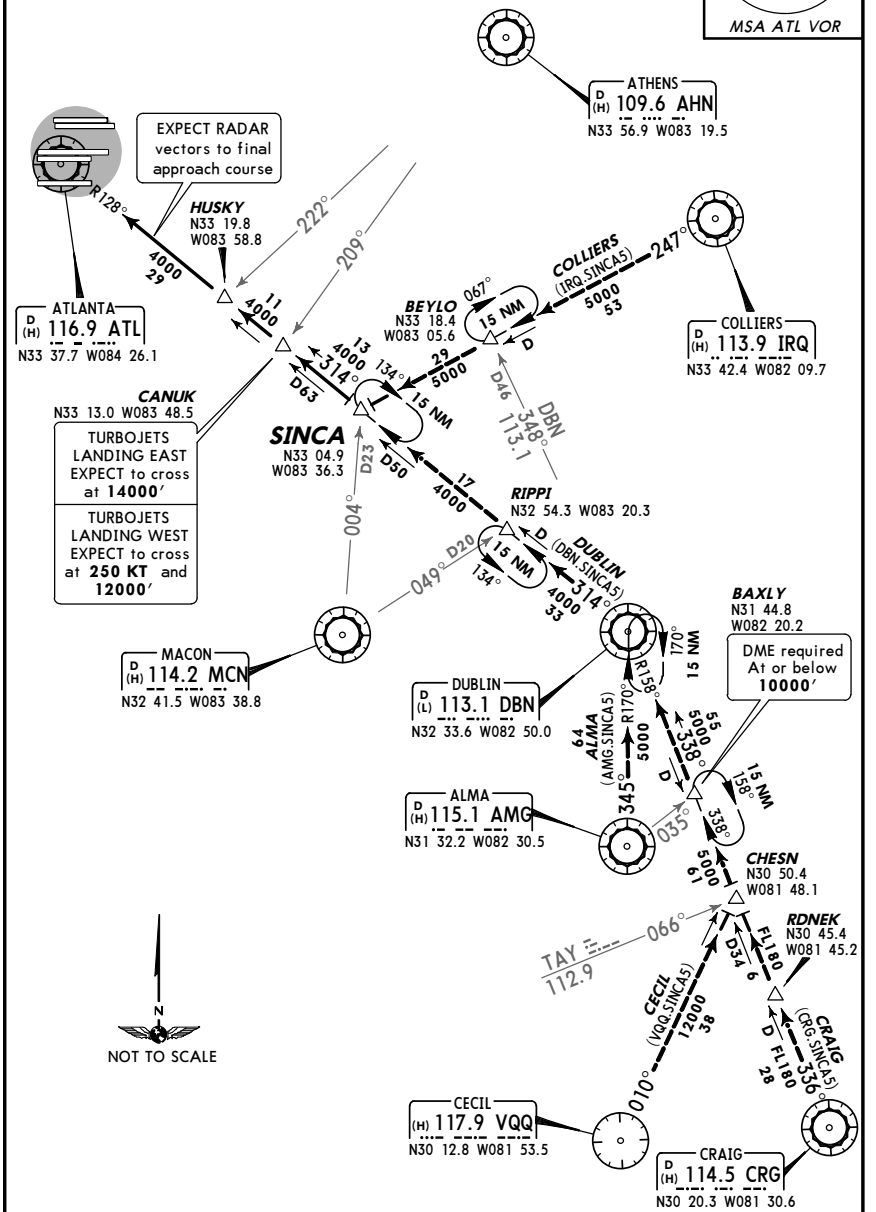 MSA ATL VOR
ATHENS
D
(H) 109.6 AHN
N33 56.9 W083 19.5
EXPECT RADAR
vectors to final
approach course
R128°
HUSKY
N33 19.8
W083 58.8
222°
209°
4000
29
ATLANTA
D
(H) 116.9 ATL
N33 37.7 W084 26.1
11
4000
COLLIERS
(IRQ.SINCA5)
247°
5000
53
BEYLO
N33 18.4
W083 05.6
067°
15 NM
D
COLLIERS
D
(H) 113.9 IRQ
N33 42.4 W082 09.7
CANUK
N33 13.0 W083 48.5
TURBOJETS
LANDING EAST
EXPECT to cross
at 14000'
TURBOJETS
LANDING WEST
EXPECT to cross
at 250 KT and
12000'
13
4000
314°
D63
134°
15 NM
29
5000
SINCA
N33 04.9
W083 36.3
D50
D23
004°
D46
348°
DBN
113.1
17
4000
RIPPI
N32 54.3 W083 20.3
049°
D20
15 NM
134°
D
DUBLIN
(DBN.SINCA5)
314°
4000
33
MACON
D
(H) 114.2 MCN
N32 41.5 W083 38.8
DUBLIN
D
(L) 113.1 DBN
N32 33.6 W082 50.0
170°
15 NM
R158°
R170°
BAXLY
N31 44.8
W082 20.2
DME required
At or below
10000'
64
ALMA
(AMG.SINCA5)
5000
345°
55
5000
338°
D
ALMA
D
(H) 115.1 AMG
N31 32.2 W082 30.5
035°
15 NM
158°
338°
5000
61
CHESN
N30 50.4
W081 48.1
TAY
112.9
066°
RDNEK
N30 45.4
W081 45.2
FL180
D34
6
CECIL
(VQQ.SINCA5)
12000
38
010°
CRAIG
(CRG.SINCA5)
336°
D
FL180
28
N
NOT TO SCALE
CECIL
(H) 117.9 VQQ
N30 12.8 W081 53.5
CRAIG
D
(H) 114.5 CRG
N30 20.3 W081 30.6